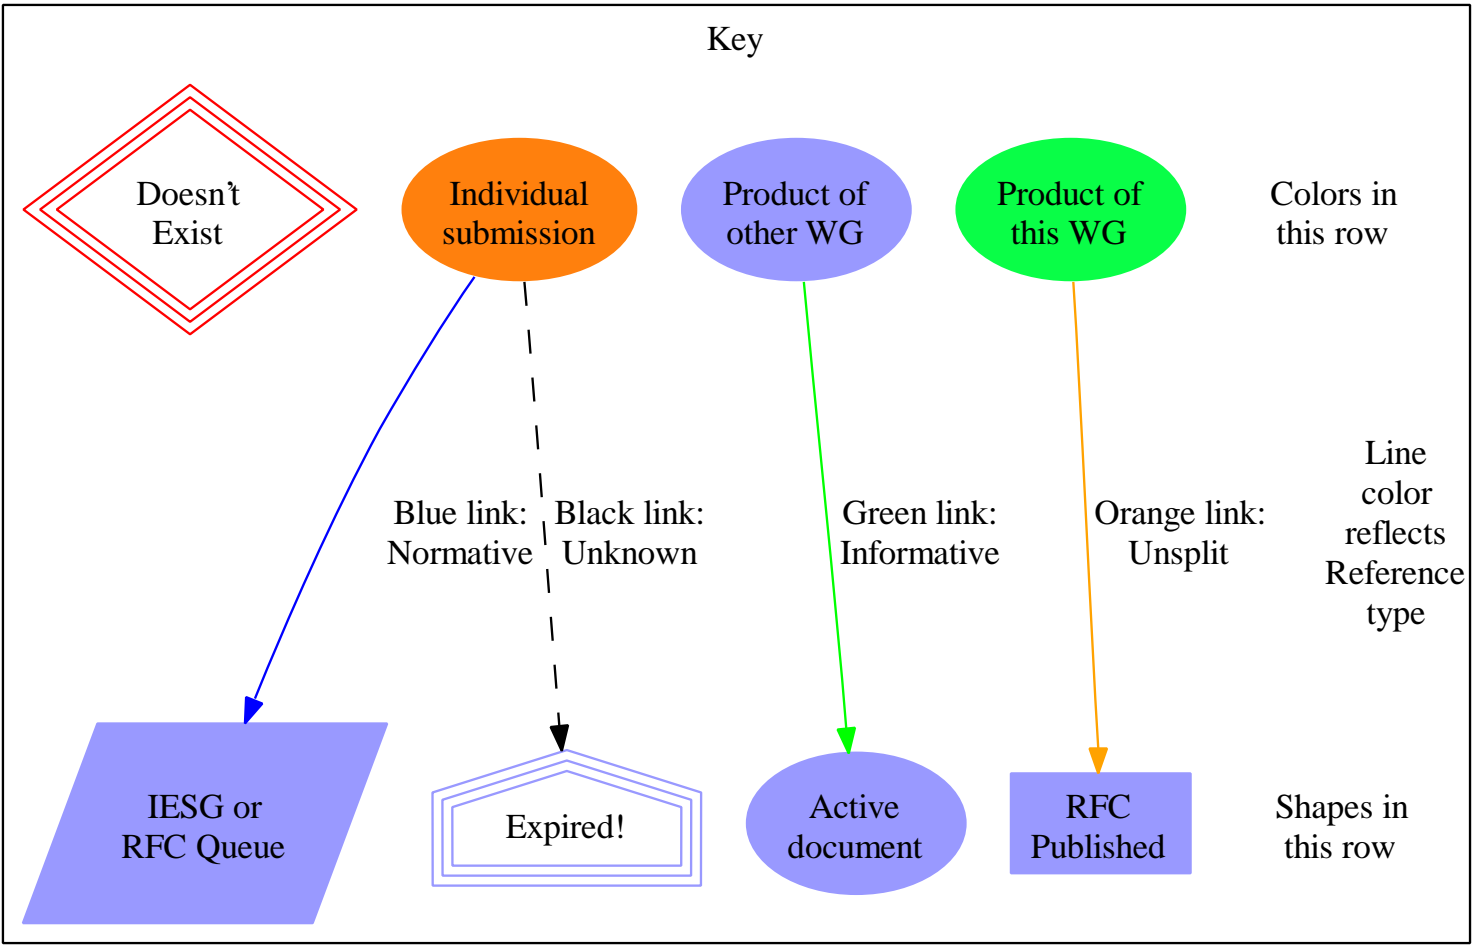 Key
Doesn't
Exist
Individual
submission
Product of
other WG
Product of
this WG
Colors in
this row
Blue link:
Normative
Black link:
Unknown
Green link:
Informative
Orange link:
Unsplit
Line
color
reflects
Reference
type
IESG or
RFC Queue
Expired!
Active
document
RFC
Published
Shapes in
this row